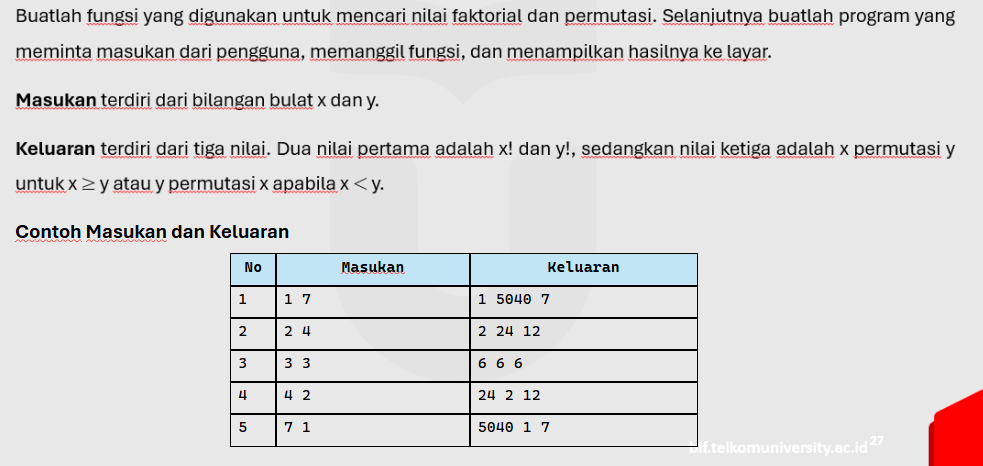 Buatlah fungsi yang digunakan untuk mencari nilai faktorial dan permutasi. Selanjutnya buatlah program yang
meminta masukan dari pengguna, memanggil fungsi, dan menampilkan hasilnya ke layar.
Masukan terdiri dari bilangan bulat x dan y.
Keluaran terdiri dari tiga nilai. Dua nilai pertama adalah x! dan y!, sedangkan nilai ketiga adalah x permutasi y
untuk x ≥ y atau y permutasi x apabila x < y.
Contoh Masukan dan Keluaran
No Masukan Keluaran
1 1 7 1 5040 7
2 2 4 2 24 12
3 3 3 6 6 6
4 4 2 24 2 12
5 7 1 5040 1 7
bif.telkomuniversity.ac.id 27